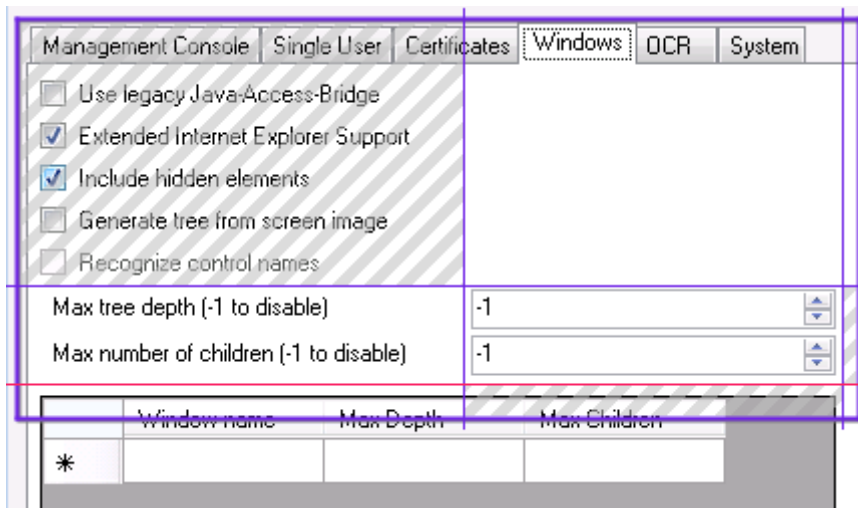 Management Console Single User Certificates Windows OCR System
Use legacy Java-Access-Bridge
Extended Internet Explorer Support
Include hidden elements
Generate tree from screen image
Recognize control names
Max tree depth (-1 to disable) -1
Max number of children (-1 to disable) -1
Window name Max Depth Max Children